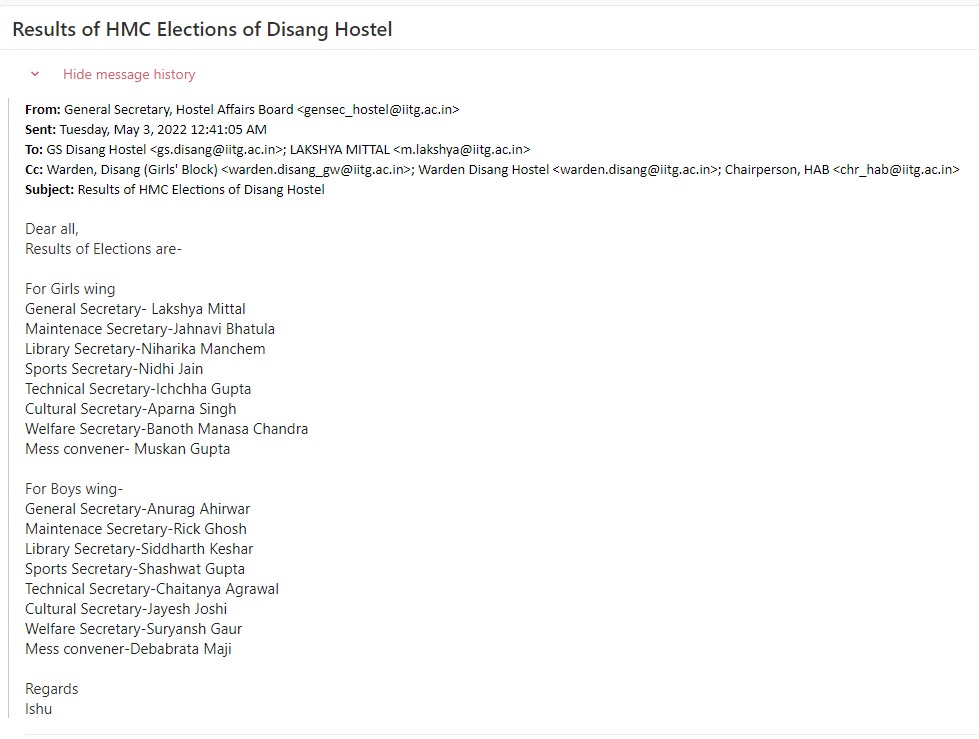 Results of HMC Elections of Disang Hostel
Hide message history
From: General Secretary, Hostel Affairs Board <gensec_hostel@iitg.ac.in>
Sent: Tuesday, May 3, 2022 12:41:05 AM
To: GS Disang Hostel <gs.disang@iitg.ac.in>; LAKSHYA MITTAL <m.lakshya@iitg.ac.in>
Cc: Warden, Disang (Girls' Block) <warden.disang_gw@iitg.ac.in>; Warden Disang Hostel <warden.disang@iitg.ac.in>; Chairperson, HAB <chr_hab@iitg.ac.in>
Subject: Results of HMC Elections of Disang Hostel
Dear all,
Results of Elections are-
For Girls wing
General Secretary- Lakshya Mittal
Maintenace Secretary-Jahnavi Bhatula
Library Secretary-Niharika Manchem
Sports Secretary-Nidhi Jain
Technical Secretary-Ichchha Gupta
Cultural Secretary-Aparna Singh
Welfare Secretary-Banoth Manasa Chandra
Mess convener- Muskan Gupta
For Boys wing-
General Secretary-Anurag Ahirwar
Maintenace Secretary-Rick Ghosh
Library Secretary-Siddharth Keshar
Sports Secretary-Shashwat Gupta
Technical Secretary-Chaitanya Agrawal
Cultural Secretary-Jayesh Joshi
Welfare Secretary-Suryansh Gaur
Mess convener-Debabrata Maji
Regards
Ishu